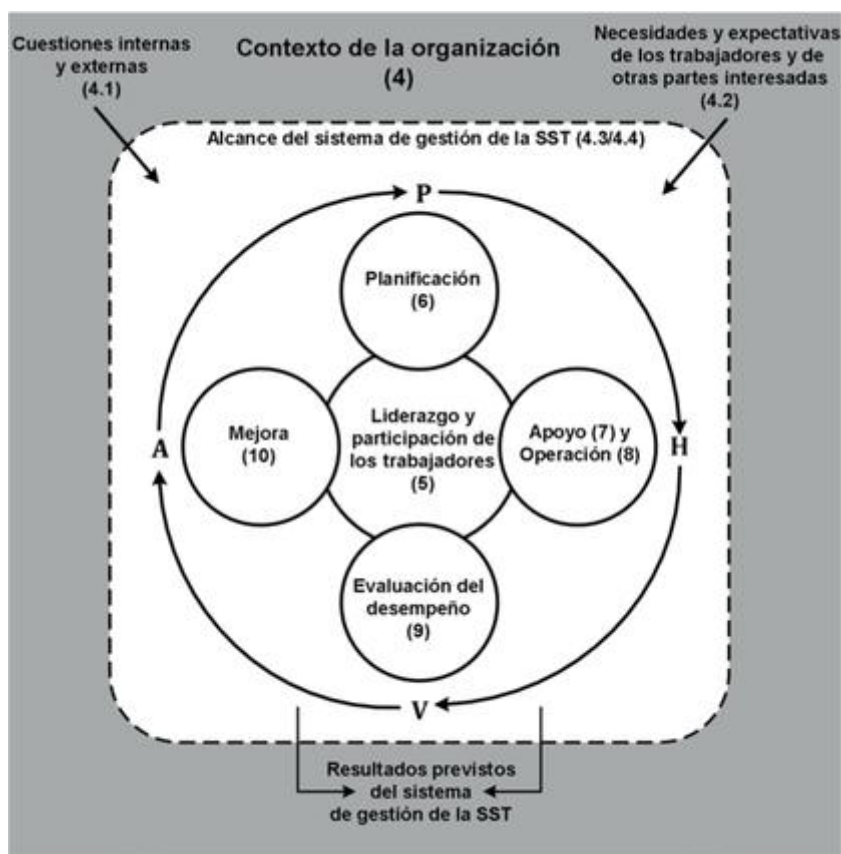 Cuestiones internas
y externas
(4.1)
Contexto de la organización
(4)
Necesidades y expectativas
de los trabajadores y de
otras partes interesadas
(4.2)
Alcance del sistema de gestión de la SST (4.3/4.4)
P
Planificación
(6)
A
Mejora
(10)
Liderazgo y
participación de
los trabajadores
(5)
Apoyo (7) y
Operación (8)
H
Evaluación del
desempeño
(9)
V
Resultados previstos
del sistema
de gestión de la SST